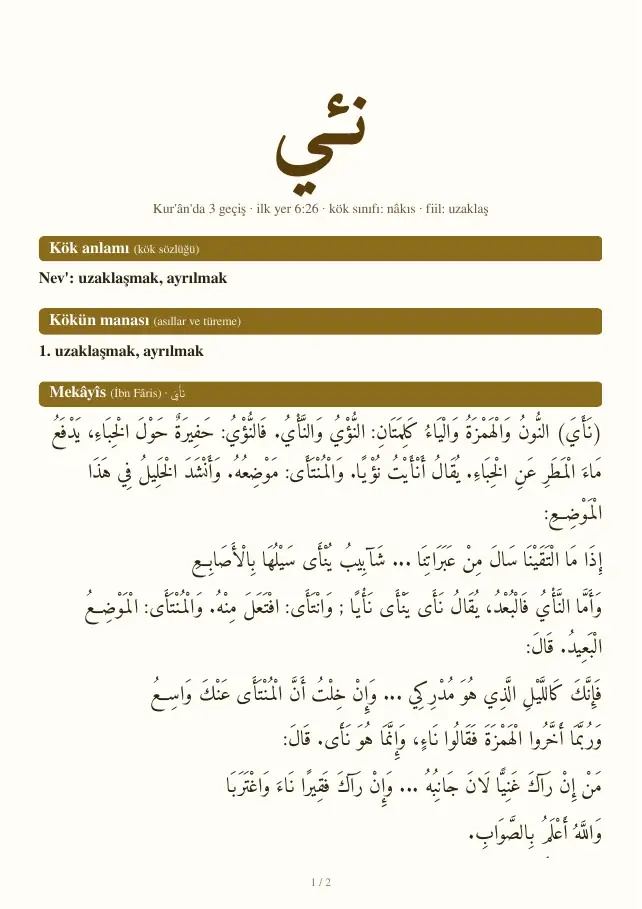 نئي
Kur'ân'da 3 geçiş · ilk yer 6:26 · kök sınıfı: nâkıs · fiil: uzaklaş
Kök anlamı (kök sözlüğü)
Nev': uzaklaşmak, ayrılmak
Kökün manası (asıllar ve türeme)
1. uzaklaşmak, ayrılmak
Mekâyîs (İbn Fâris) · نأى
(نَأَيَ) النُّونُ وَالْهَمْزَةُ وَالْيَاءُ كَلِمَتَانِ: النُّؤْيُ وَالنَّأْيُ. فَالنُّؤْيُ: حَفِيرَةٌ حَوْلَ الْخِبَاءِ، يَدْفَعُ
مَاءَ الْمَطَرِ عَنِ الْخِبَاءِ. يُقَالُ أَنْأَيْتُ نُؤْيًا. وَالْمُنْتَأَى: مَوْضِعُهُ. وَأَنْشَدَ الْخَلِيلُ فِي هَذَا
الْمَوْضِعِ:
إِذَا مَا الْتَقَيْنَا سَالَ مِنْ عَبَرَاتِنَا ... شَآبِيبُ يُنْأَى سَيْلُهَا بِالْأَصَابِعِ
وَأَمَّا النَّأْيُ فَالْبُعْدُ، يُقَالُ نَأَى يَنْأَى نَأْيًا ; وَانْتَأَى: افْتَعَلَ مِنْهُ. وَالْمُنْتَأَى: الْمَوْضِعُ
الْبَعِيدُ. قَالَ:
فَإِنَّكَ كَاللَّيْلِ الَّذِي هُوَ مُدْرِكِي ... وَإِنْ خِلْتُ أَنَّ الْمُنْتَأَى عَنْكَ وَاسِعُ
وَرُبَّمَا أَخَّرُوا الْهَمْزَةَ فَقَالُوا نَاءٍ، وَإِنَّمَا هُوَ نَأَى. قَالَ:
مَنْ إِنْ رَآكَ غَنِيًّا لَانَ جَانِبُهُ ... وَإِنْ رَآكَ فَقِيرًا نَاءَ وَاغْتَرَبَا
وَاللَّهُ أَعْلَمُ بِالصَّوَابِ.
1 / 2